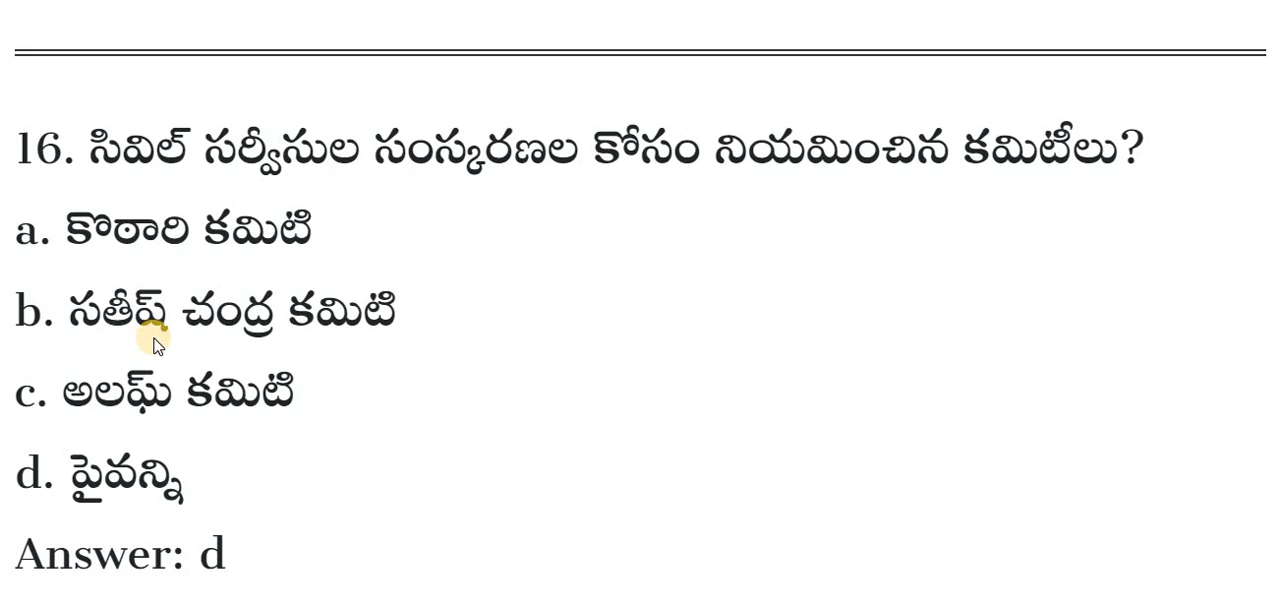 16. సివిల్ సర్వీసుల సంస్కరణల కోసం నియమించిన కమిటీలు?
a. కొఠారి కమిటి
b. సతీష్ చంద్ర కమిటి
c. అలఘ్ కమిటి
d. పైవన్ని
Answer: d